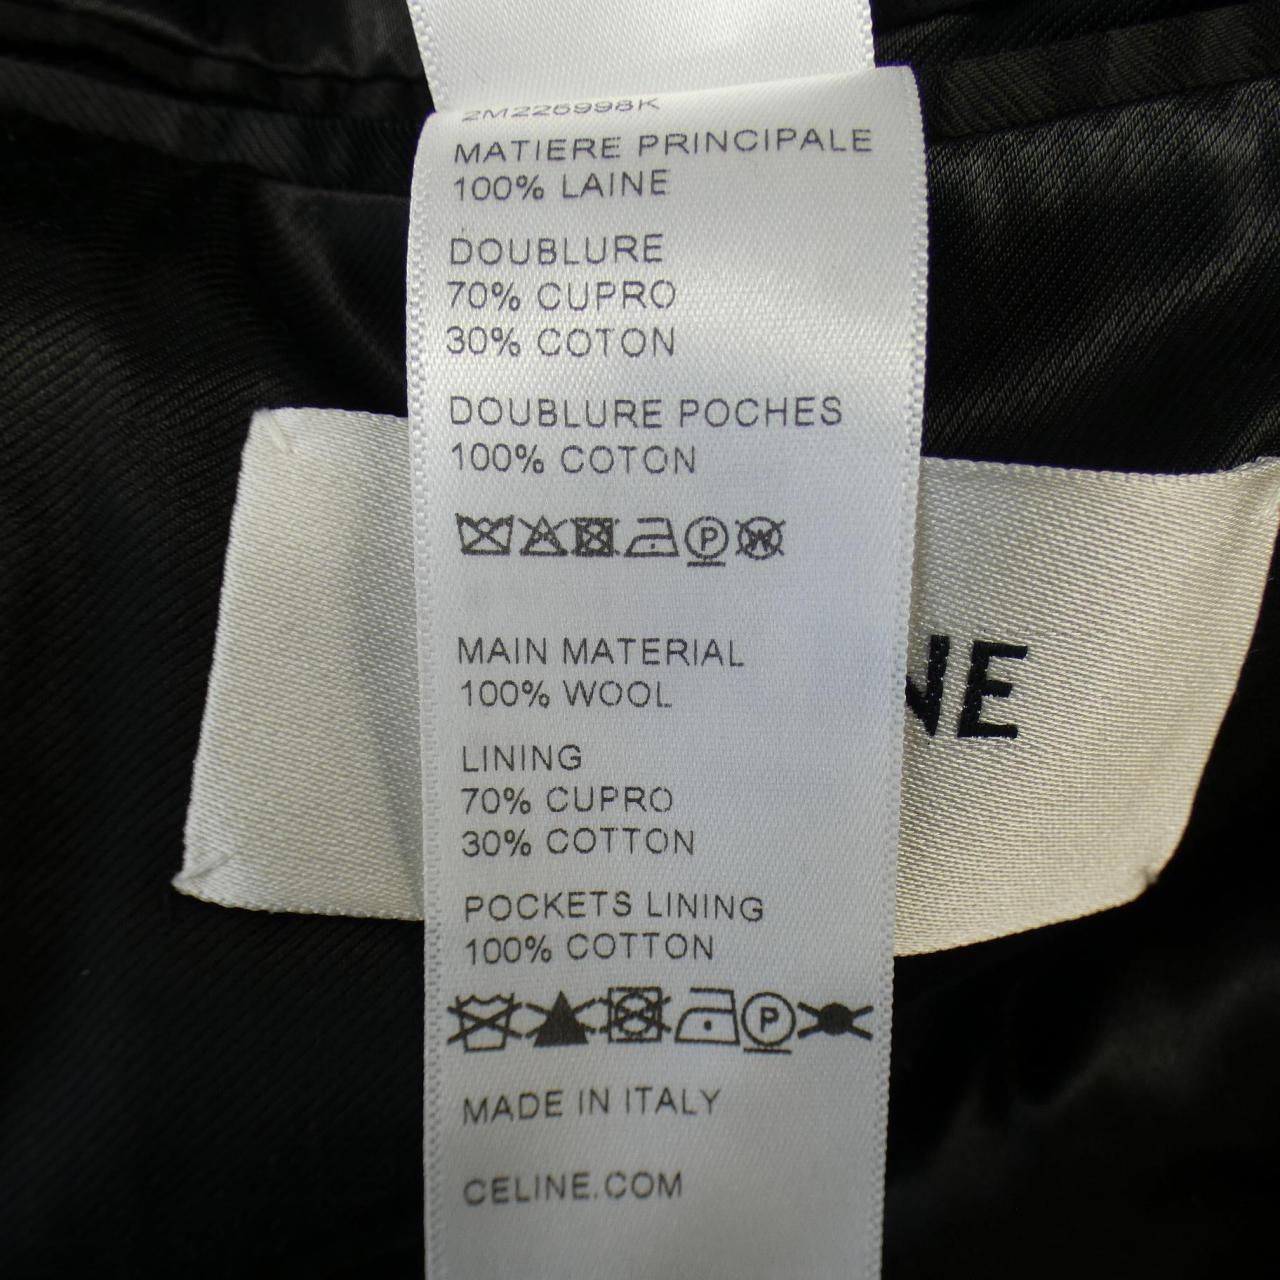 2M225998K
MATIERE PRINCIPALE
100% LAINE
DOUBLURE
70% CUPRO
30% COTON
DOUBLURE POCHES
100% COTON
P W
MAIN MATERIAL
100% WOOL
LINING
70% CUPRO
30% COTTON
POCKETS LINING
100% COTTON
P
MADE IN ITALY
CELINE.COM
NE